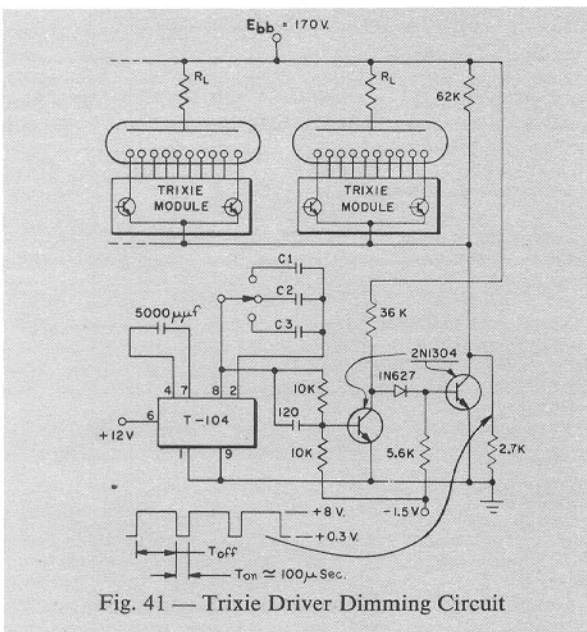 Ebb = 170V.
RL
RL
62K
TRIXIE
MODULE
TRIXIE
MODULE
C1
C2
C3
5000μμf
36 K
2N1304
4 7 8 2
10K
1N627
T-104
6
120
+12V
1 9
10K
5.6K
2.7K
-1.5V
+8 V.
+0.3 V.
Toff
Ton ≃ 100μ Sec.
Fig. 41 — Trixie Driver Dimming Circuit